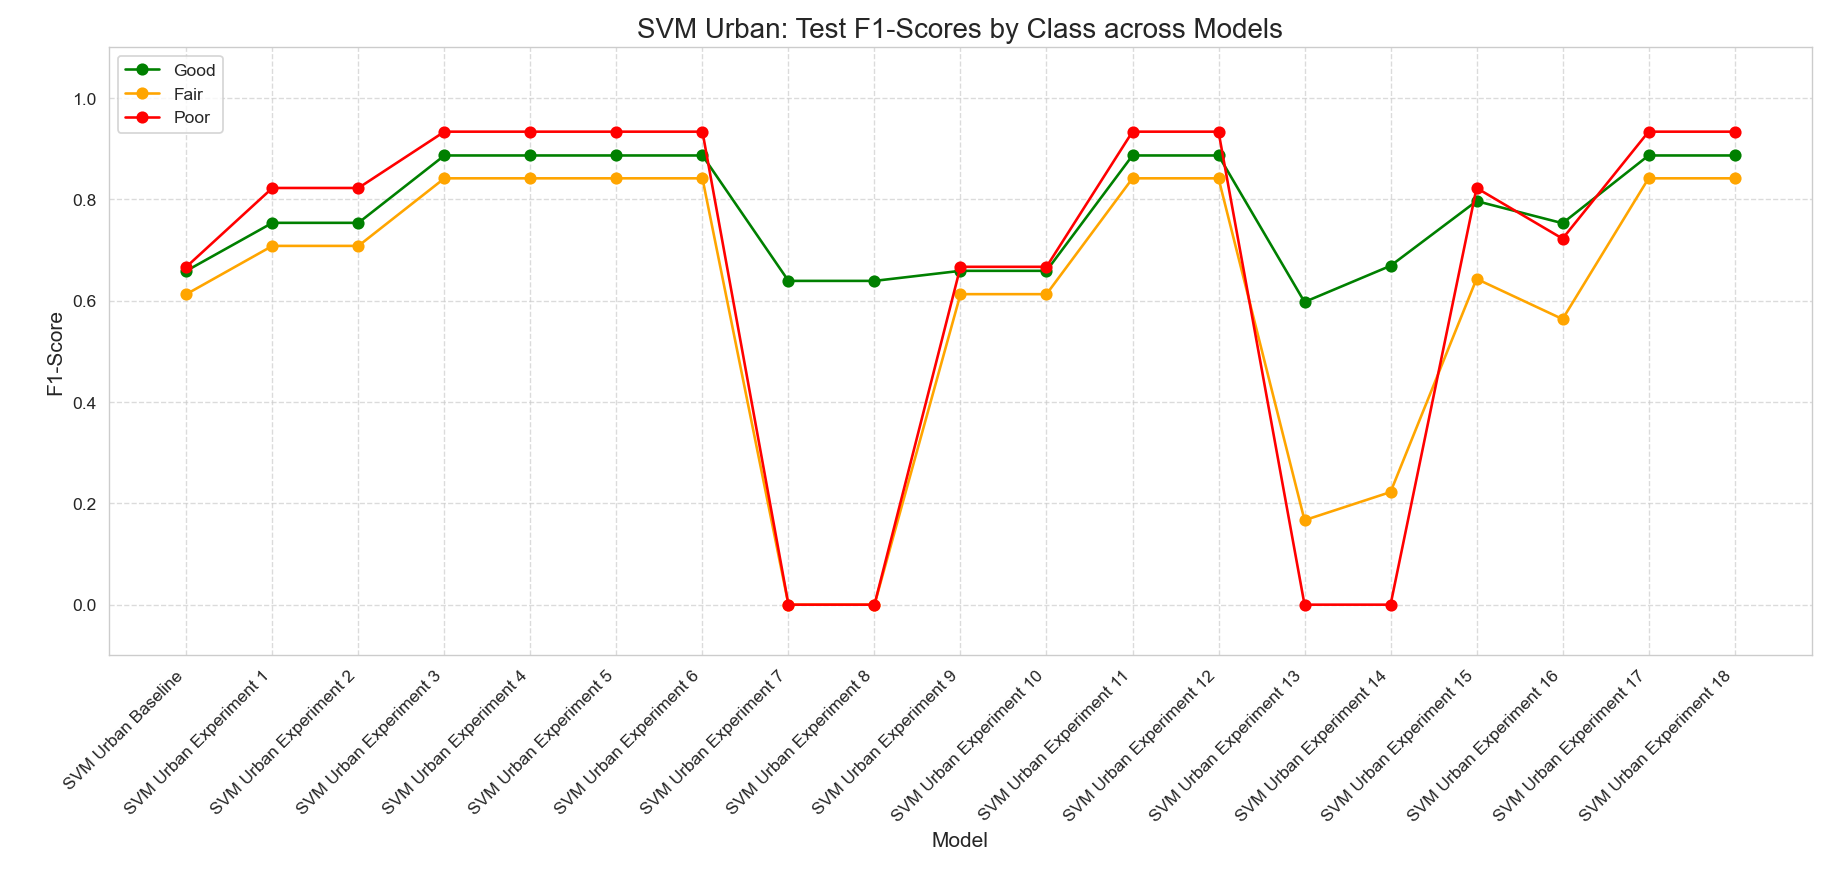 SVM Urban: Test F1-Scores by Class across Models
Good
Fair
Poor
1.0
0.8
0.6
0.4
0.2
0.0
F1-Score
SVM Urban Baseline
SVM Urban Experiment 1
SVM Urban Experiment 2
SVM Urban Experiment 3
SVM Urban Experiment 4
SVM Urban Experiment 5
SVM Urban Experiment 6
SVM Urban Experiment 7
SVM Urban Experiment 8
SVM Urban Experiment 9
SVM Urban Experiment 10
SVM Urban Experiment 11
SVM Urban Experiment 12
SVM Urban Experiment 13
SVM Urban Experiment 14
SVM Urban Experiment 15
SVM Urban Experiment 16
SVM Urban Experiment 17
SVM Urban Experiment 18
Model